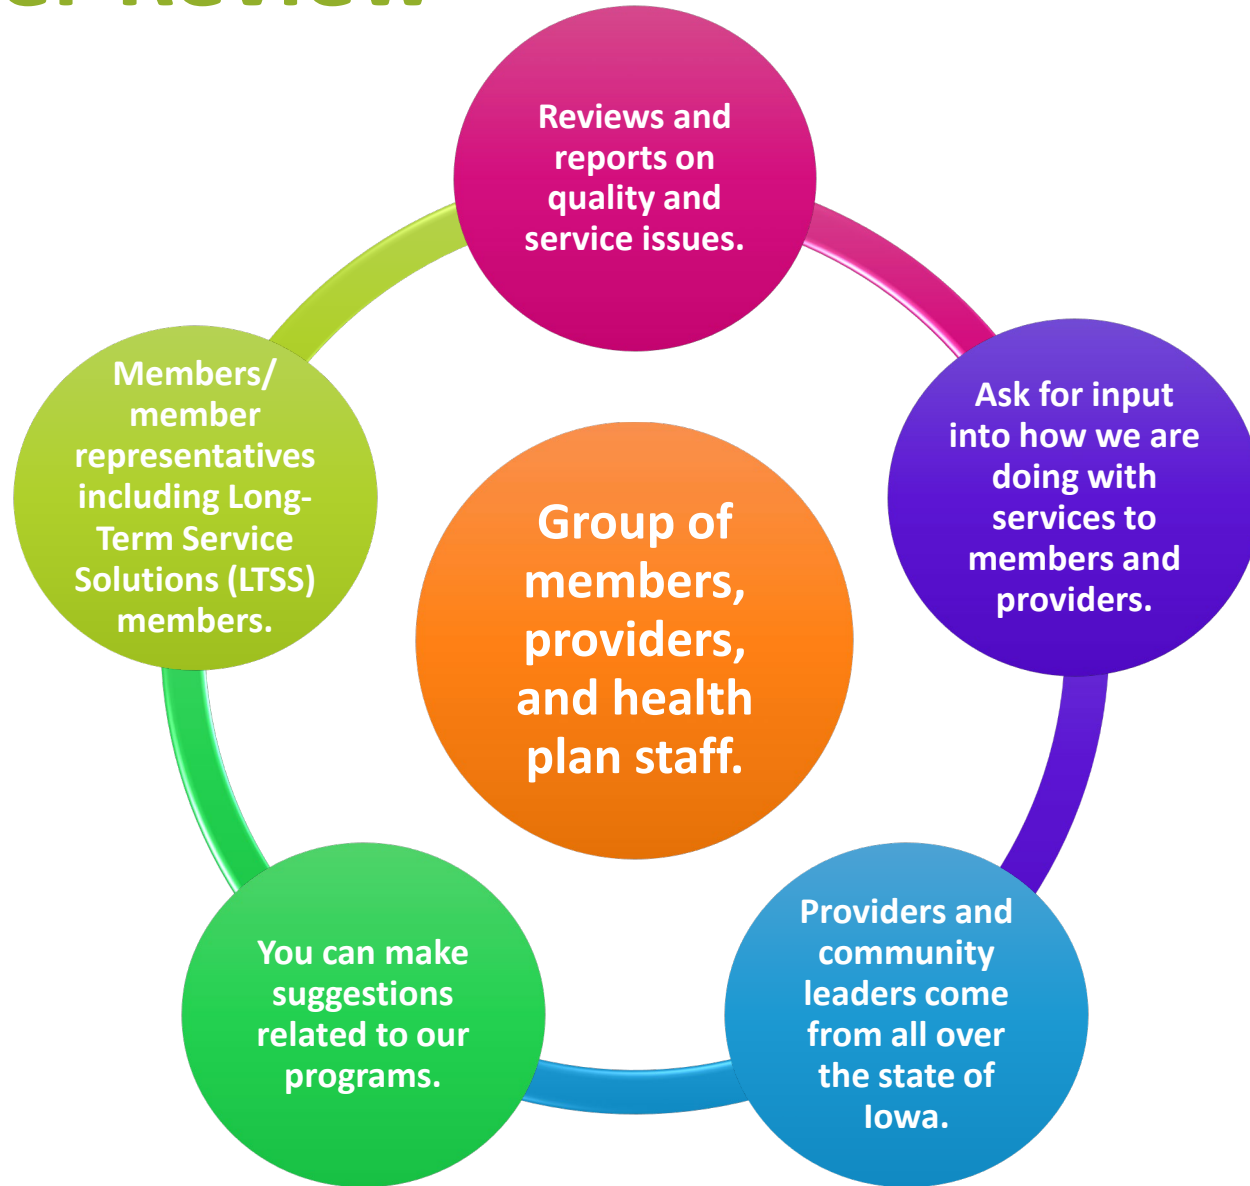 Review
Reviews and
reports on
quality and
service issues.
Ask for input
into how we are
doing with
services to
members and
providers.
Providers and
community
leaders come
from all over
the state of
Iowa.
You can make
suggestions
related to our
programs.
Members/
member
representatives
including Long-
Term Service
Solutions (LTSS)
members.
Group of
members,
providers,
and health
plan staff.